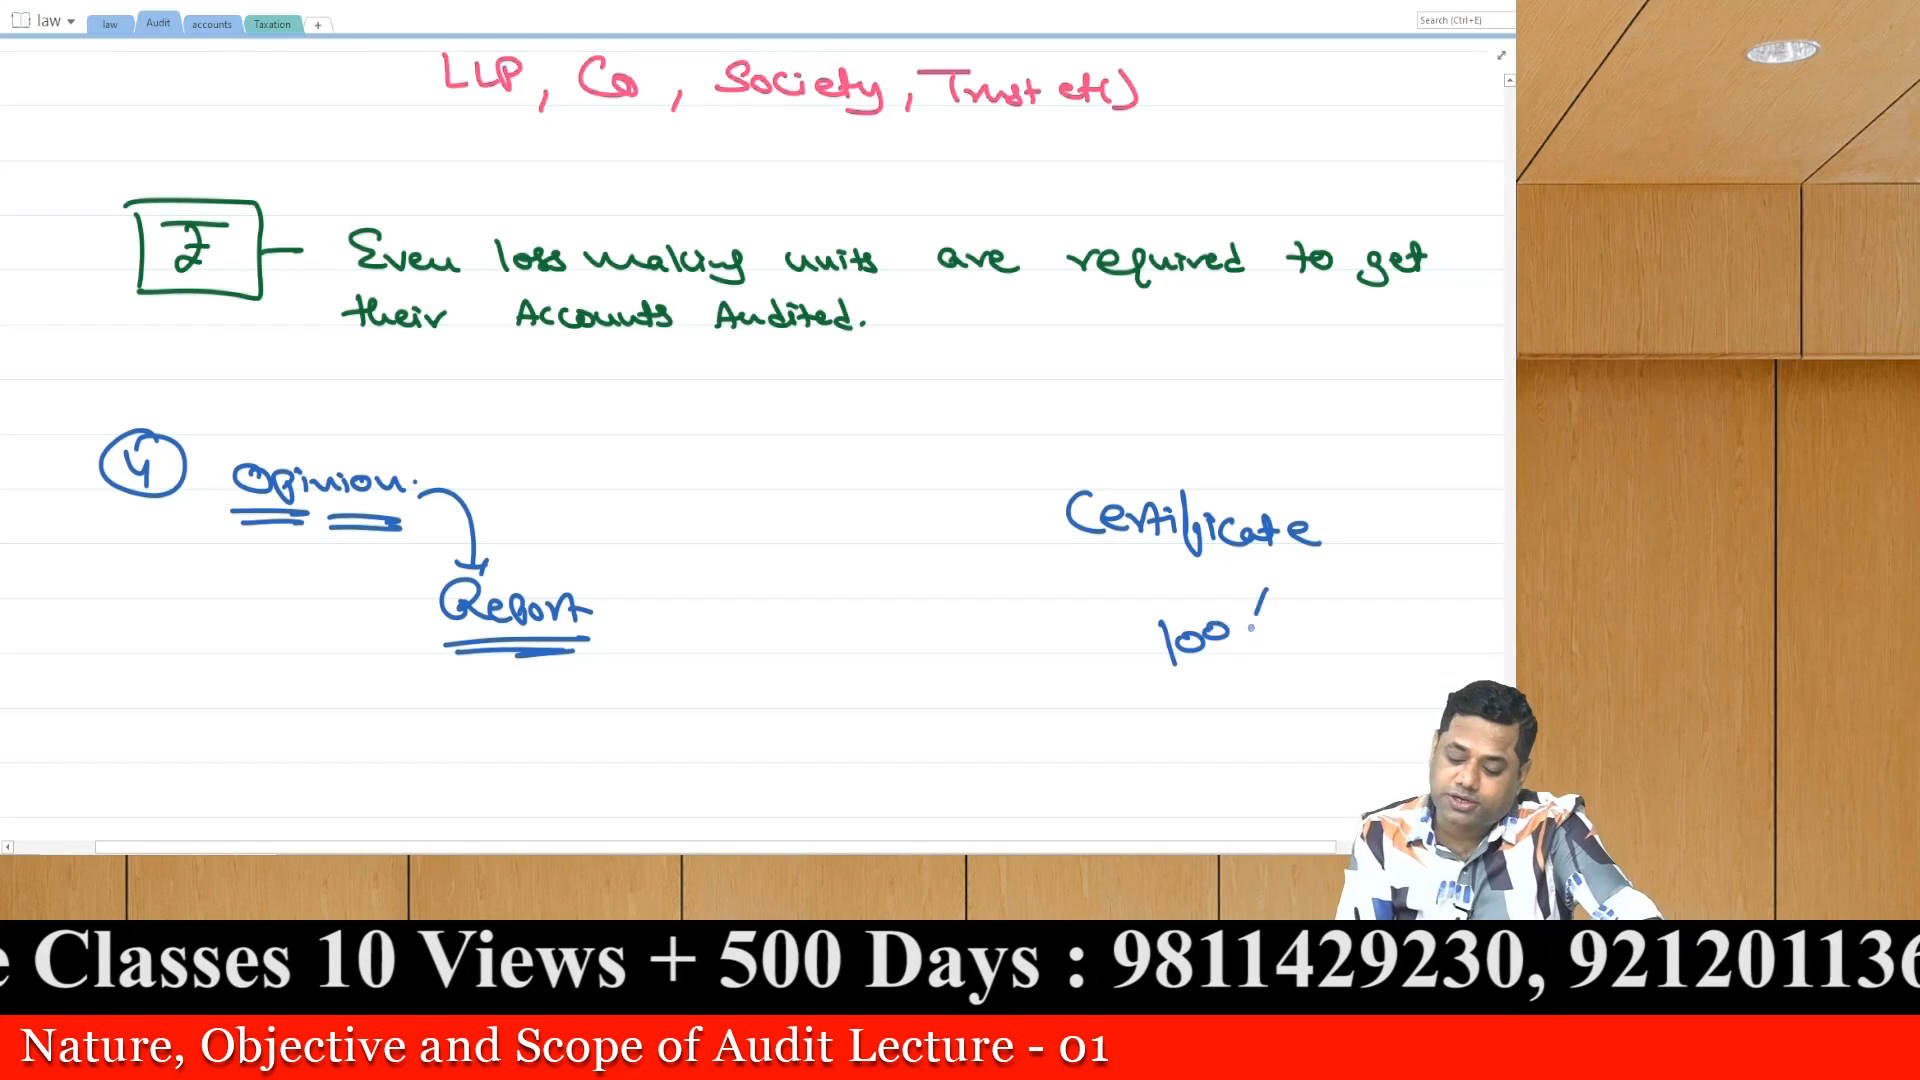 law
law Audit accounts Taxation +
Search (Ctrl+E)
LLP, Co, Society, Trust etc)
Even loss making units are required to get
their Accounts Audited.
4 Opinion.
Certificate
Report
100
e Classes 10 Views + 500 Days : 9811429230, 921201136
Nature, Objective and Scope of Audit Lecture - 01